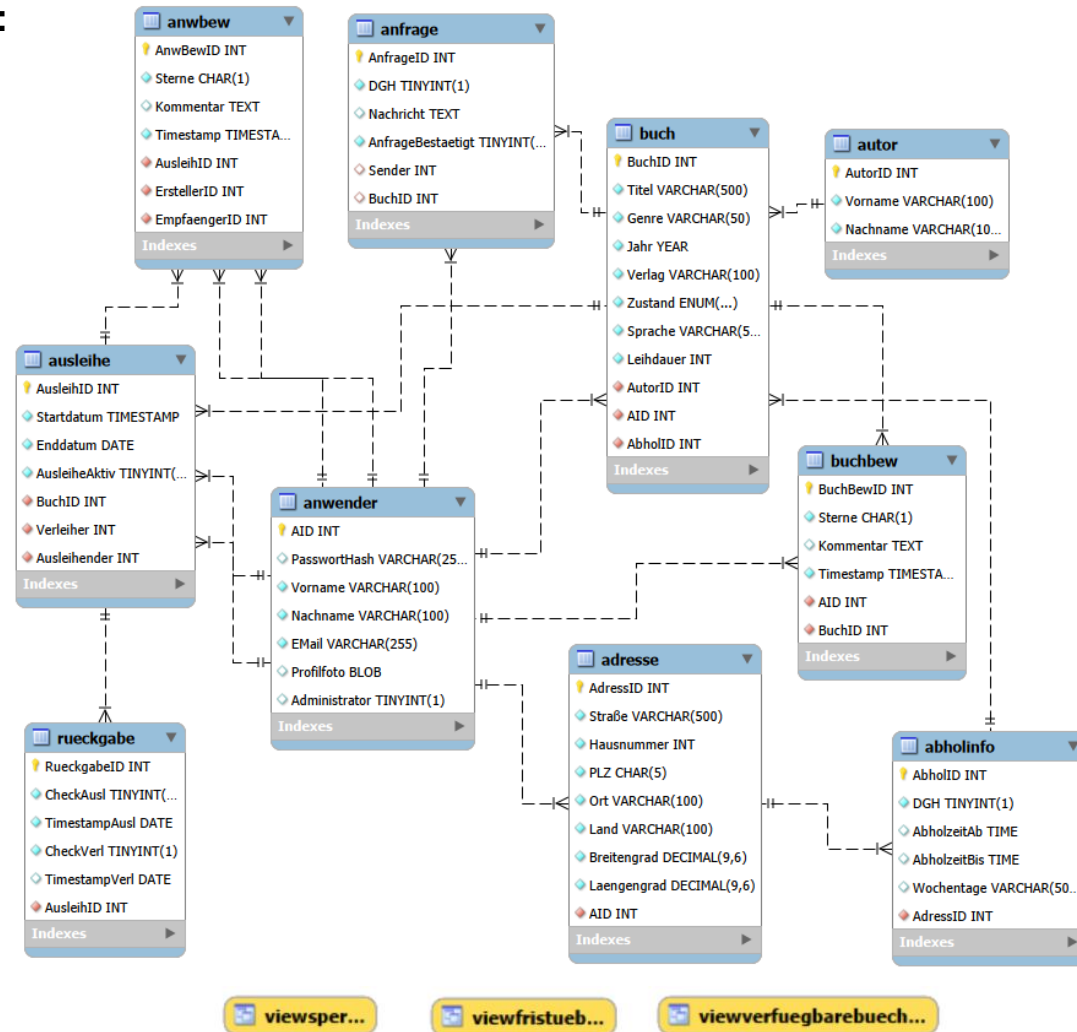 :
anwbew
AnwBewID INT
Sterne CHAR(1)
Kommentar TEXT
Timestamp TIMESTA...
AusleihID INT
ErstellerID INT
EmpfaengerID INT
Indexes
anfrage
AnfrageID INT
DGH TINYINT(1)
Nachricht TEXT
AnfrageBestaetigt TINYINT(...
Sender INT
BuchID INT
Indexes
buch
BuchID INT
Titel VARCHAR(500)
Genre VARCHAR(50)
Jahr YEAR
Verlag VARCHAR(100)
Zustand ENUM(...)
Sprache VARCHAR(5...
Leihdauer INT
AutorID INT
AID INT
AbholID INT
Indexes
autor
AutorID INT
Vorname VARCHAR(100)
Nachname VARCHAR(10...
Indexes
ausleihe
AusleihID INT
Startdatum TIMESTAMP
Enddatum DATE
AusleiheAktiv TINYINT(...
BuchID INT
Verleiher INT
Ausleihender INT
Indexes
anwender
AID INT
PasswortHash VARCHAR(25...
Vorname VARCHAR(100)
Nachname VARCHAR(100)
EMail VARCHAR(255)
Profilfoto BLOB
Administrator TINYINT(1)
Indexes
buchbew
BuchBewID INT
Sterne CHAR(1)
Kommentar TEXT
Timestamp TIMESTA...
AID INT
BuchID INT
Indexes
rueckgabe
RueckgabeID INT
CheckAusl TINYINT(...
TimestampAusl DATE
CheckVerl TINYINT(1)
TimestampVerl DATE
AusleihID INT
Indexes
adresse
AdressID INT
Straße VARCHAR(500)
Hausnummer INT
PLZ CHAR(5)
Ort VARCHAR(100)
Land VARCHAR(100)
Breitengrad DECIMAL(9,6)
Laengengrad DECIMAL(9,6)
AID INT
Indexes
abholinfo
AbholID INT
DGH TINYINT(1)
AbholzeitAb TIME
AbholzeitBis TIME
Wochentage VARCHAR(50...
AdressID INT
Indexes
viewsper...
viewfristueb...
viewverfuegbarebuech...